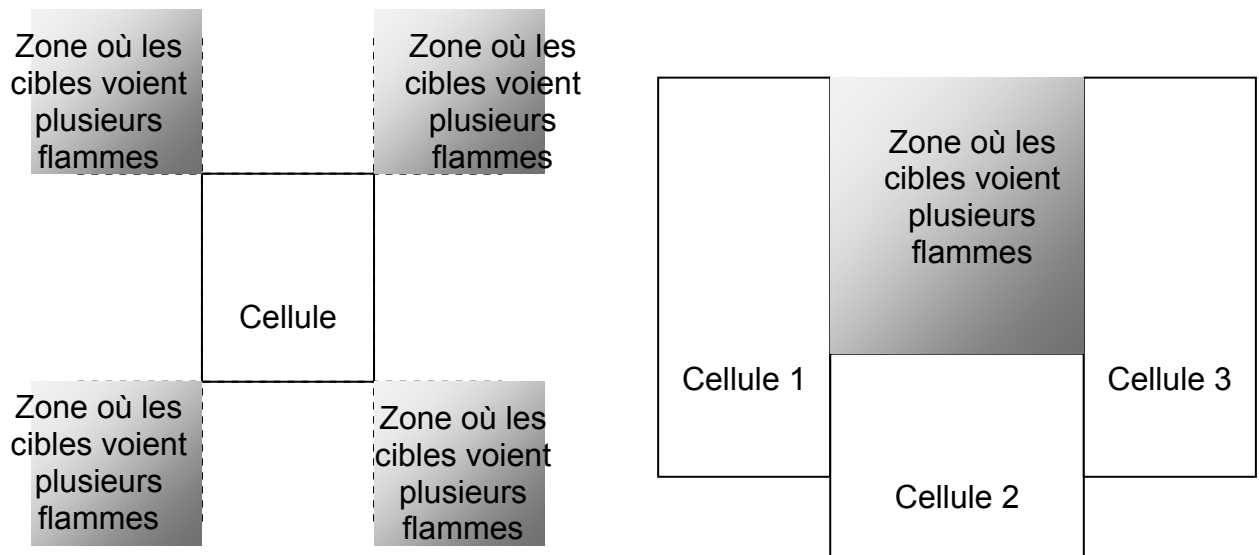 Zone où les
cibles voient
plusieurs
flammes
Zone où les
cibles voient
plusieurs
flammes
Cellule
Zone où les
cibles voient
plusieurs
flammes
Zone où les
cibles voient
plusieurs
flammes
Zone où les
cibles voient
plusieurs
flammes
Cellule 1
Cellule 3
Cellule 2